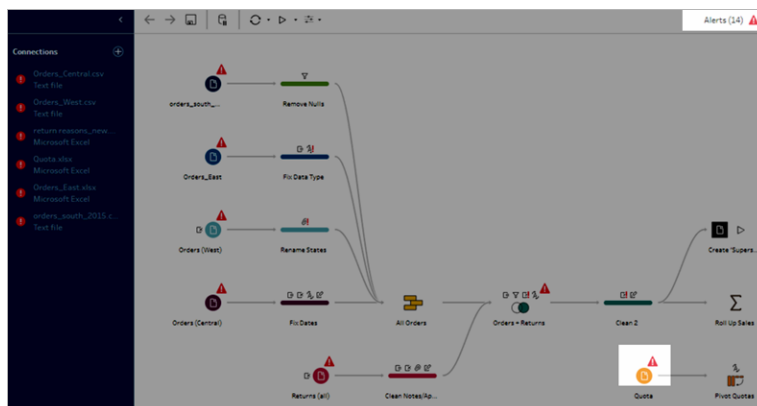 Alerts (14)
Connections
Orders_Central.csv
Text file
Orders_West.csv
Text file
return reasons_new...
Microsoft Excel
Quota.xlsx
Microsoft Excel
Orders_East.xlsx
Microsoft Excel
orders_south_2015.c...
Text file
orders_south_...
Remove Nulls
Orders_East
Fix Data Type
Orders (West)
Rename States
Create 'Supers...
Orders (Central)
Fix Dates
All Orders
Orders + Returns
Clean 2
Roll Up Sales
Returns (all)
Clean Notes/Ap...
Quota
Pivot Quotas